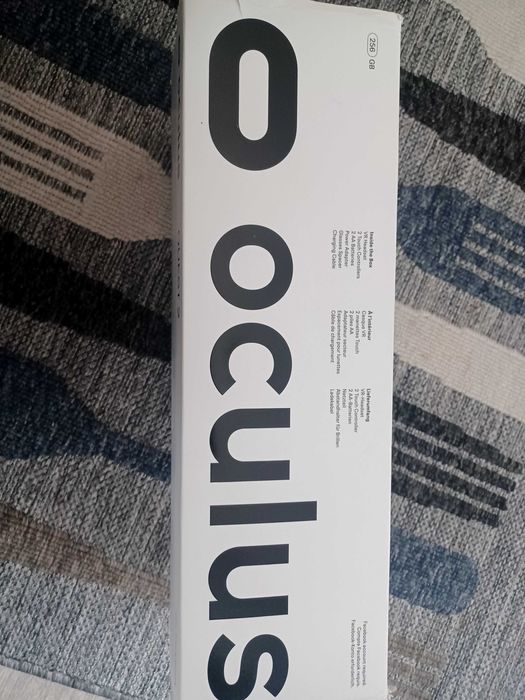 256 GB
oculus
Inside the Box
VR Headset
2 Touch Controllers
2 AA Batteries
Power Adapter
Glasses Spacer
Charging Cable
À l'intérieur
Casque VR
2 manettes Touch
2 piles AA
Adaptateur secteur
Espacement pour lunettes
Câble de chargement
Lieferumfang
VR-Headset
2 Touch Controller
2 AA-Batterien
Netzteil
Abstandhalter für Brillen
Ladekabel
Facebook account required.
Compte Facebook requis.
Facebook-Konto erforderlich.